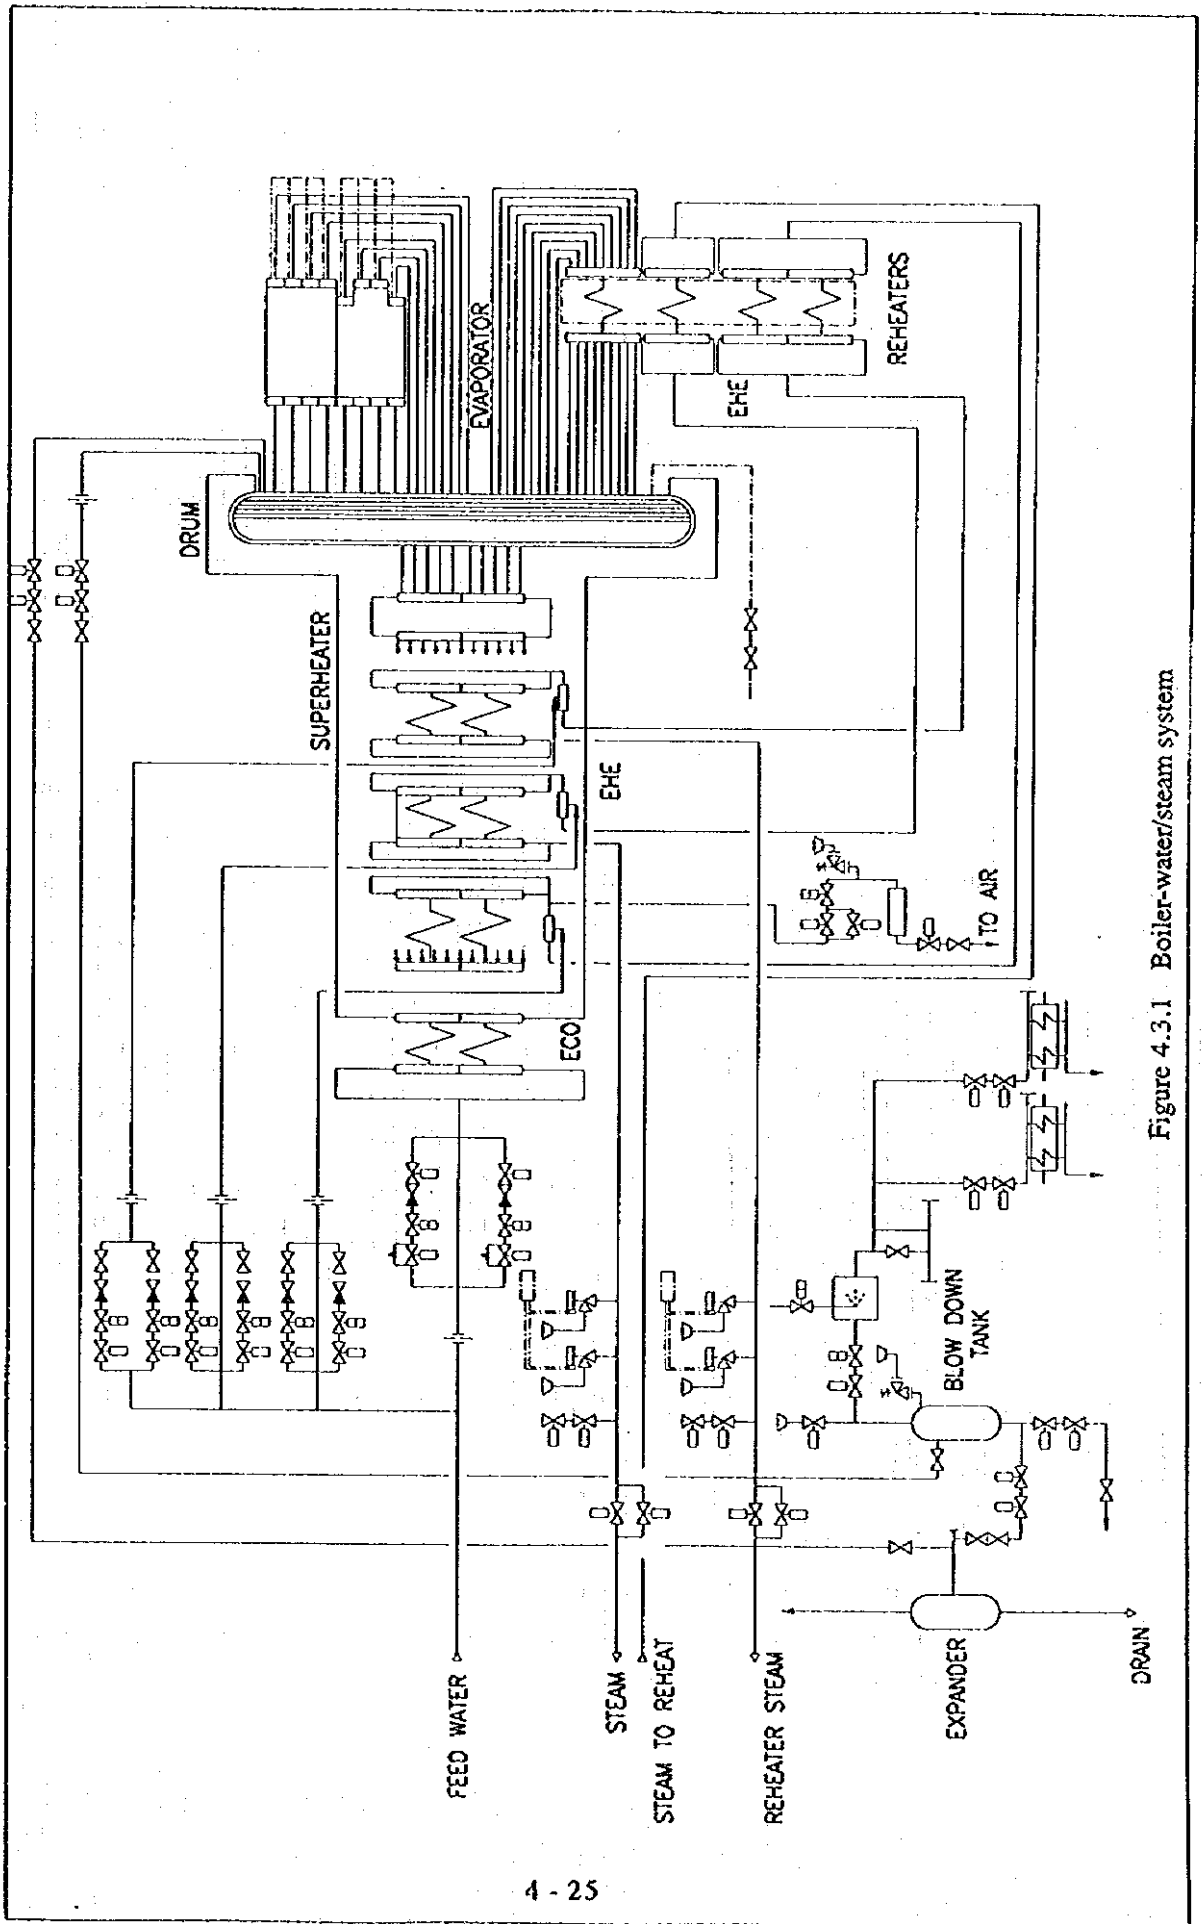 DRUM
SUPERHEATER
EVAPORATOR
EHE
REHEATERS
EHE
ECO
TO AIR
FEED WATER
STEAM
STEAM TO REHEAT
REHEATER STEAM
BLOW DOWN
TANK
EXPANDER
DRAIN
Figure 4.3.1 Boiler-water/steam system
4 - 25